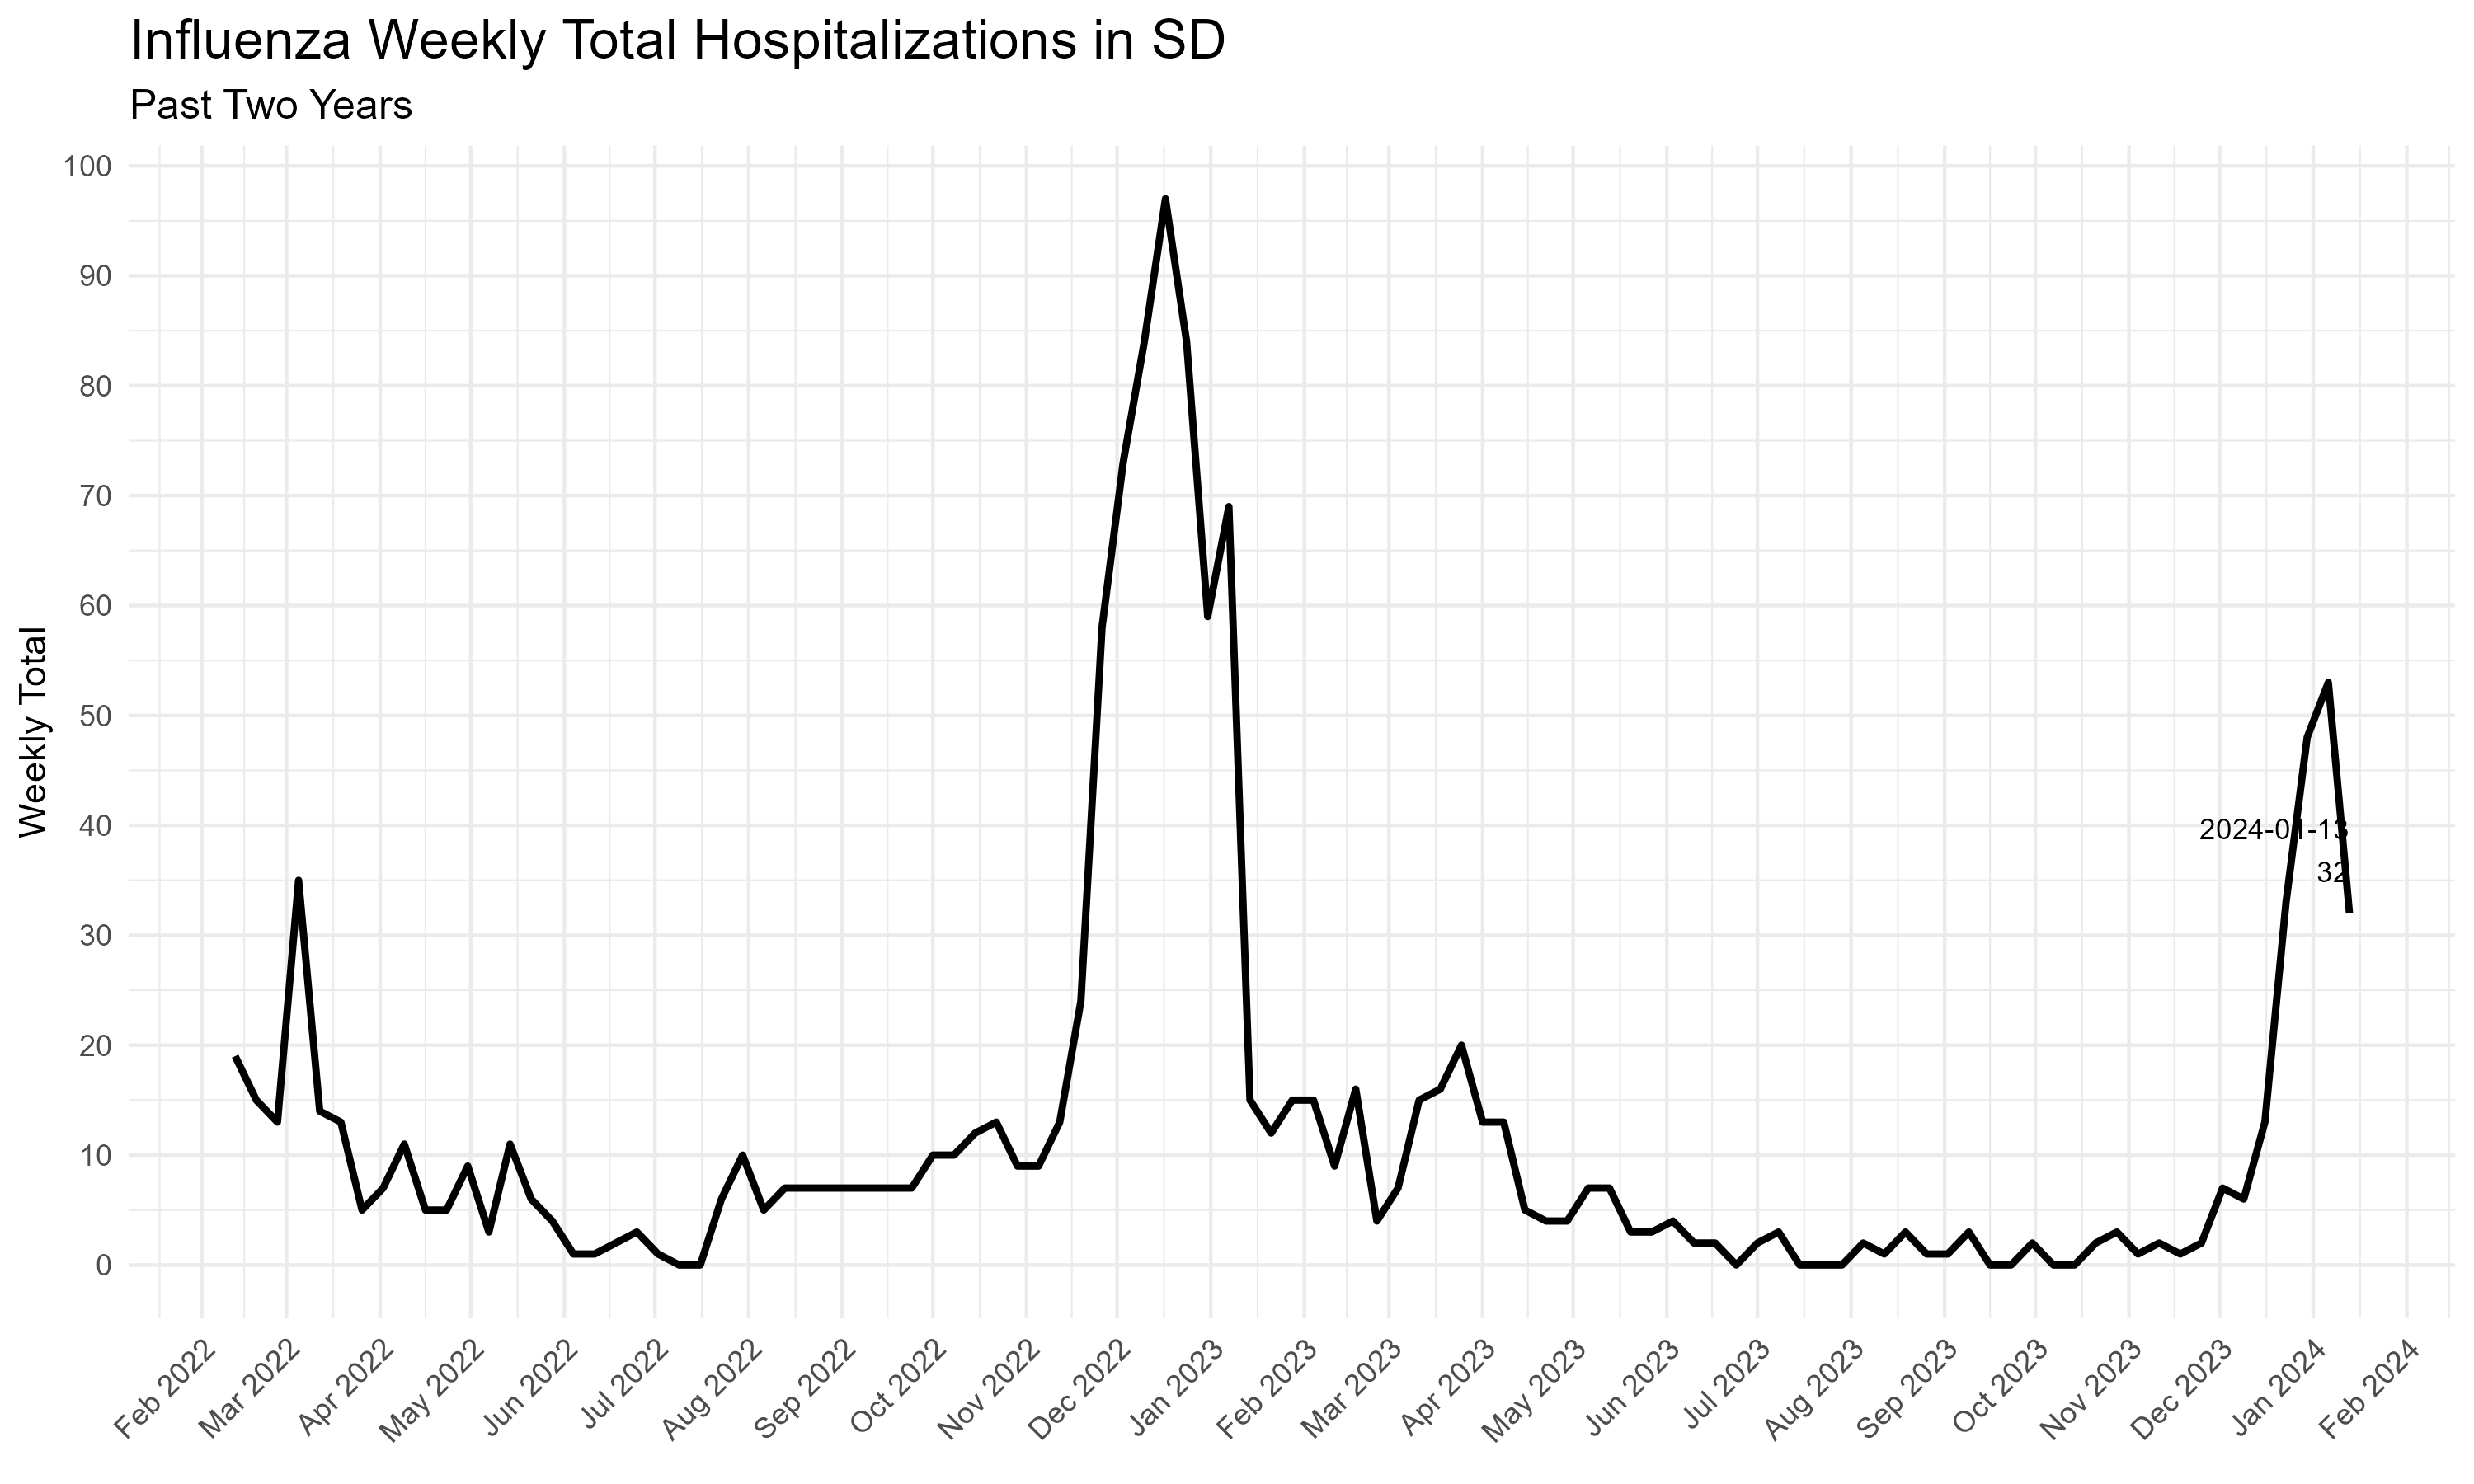 Influenza Weekly Total Hospitalizations in SD
Past Two Years
Weekly Total
100
90
80
70
60
50
40
30
20
10
0
2024-01-13
32
Feb 2022
Mar 2022
Apr 2022
May 2022
Jun 2022
Jul 2022
Aug 2022
Sep 2022
Oct 2022
Nov 2022
Dec 2022
Jan 2023
Feb 2023
Mar 2023
Apr 2023
May 2023
Jun 2023
Jul 2023
Aug 2023
Sep 2023
Oct 2023
Nov 2023
Dec 2023
Jan 2024
Feb 2024